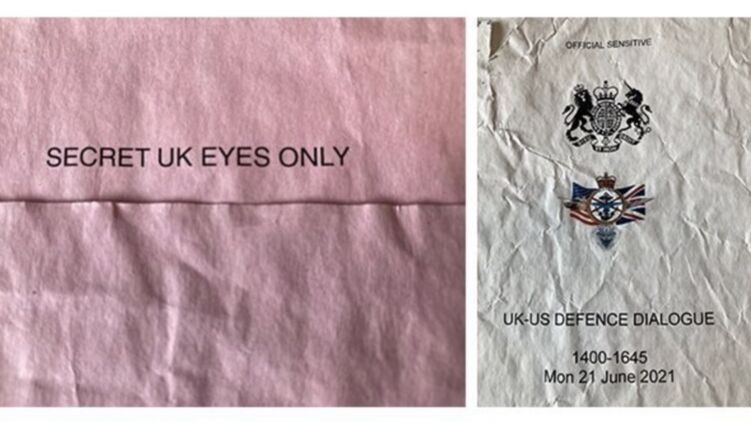 SECRET UK EYES ONLY
OFFICIAL SENSITIVE
UK-US DEFENCE DIALOGUE
1400-1645
Mon 21 June 2021